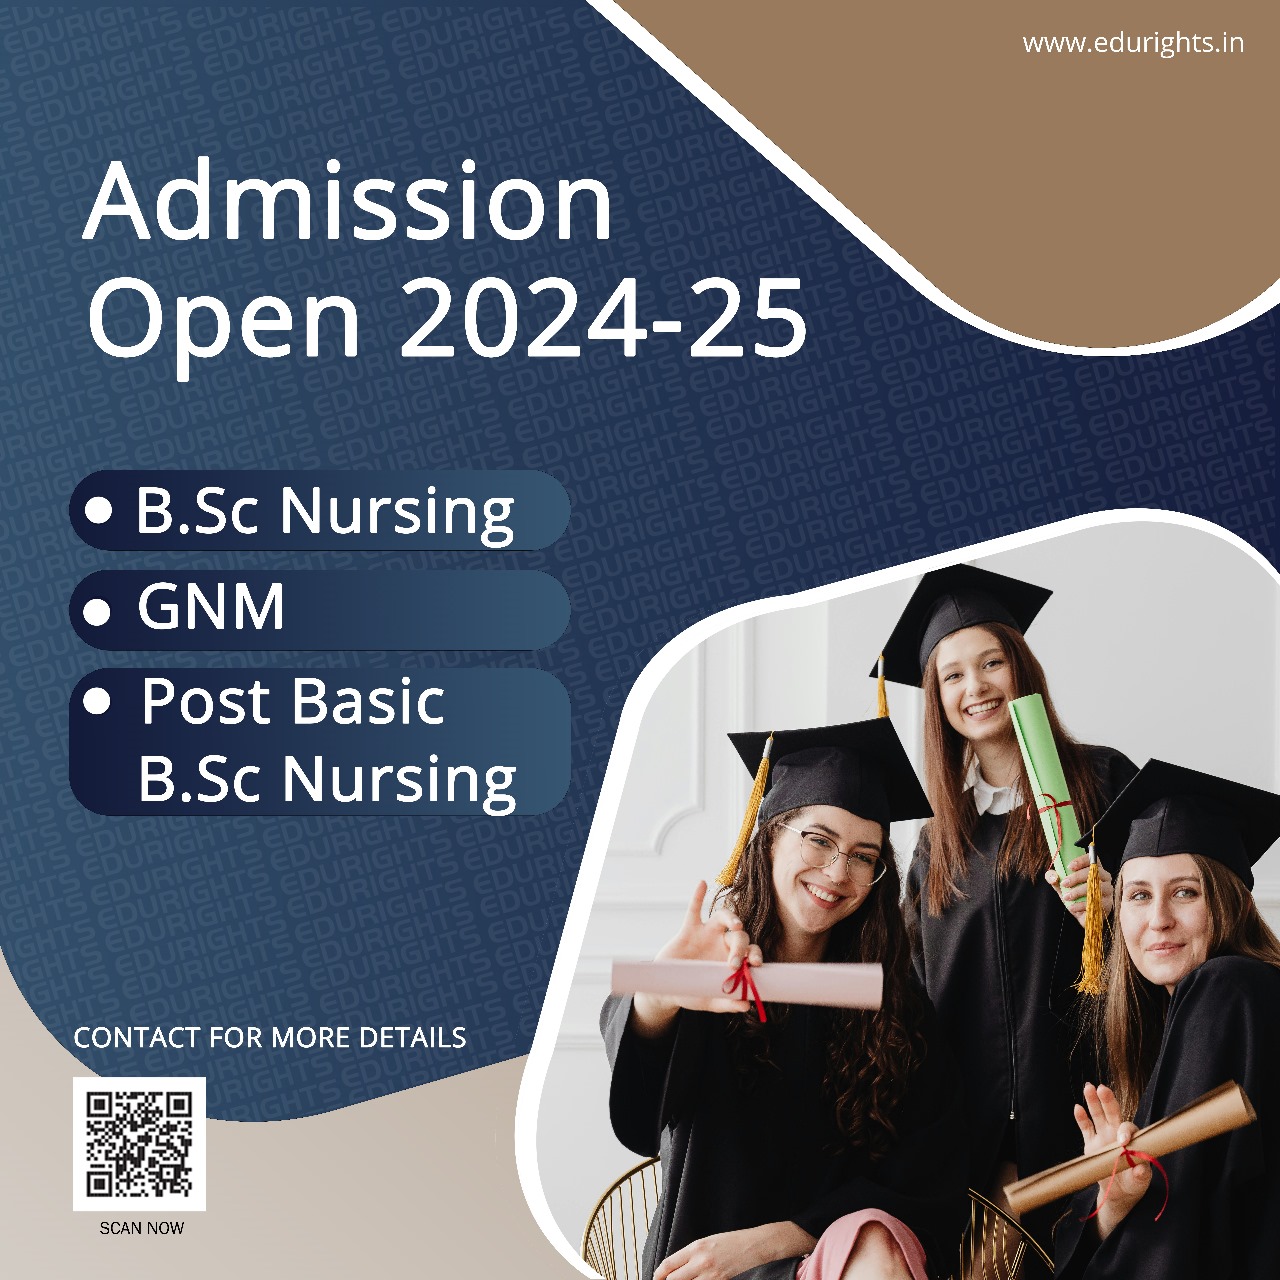 www.edurights.in
Admission
Open 2024-25
B.Sc Nursing
GNM
Post Basic
B.Sc Nursing
CONTACT FOR MORE DETAILS
SCAN NOW
EDURIGHTS